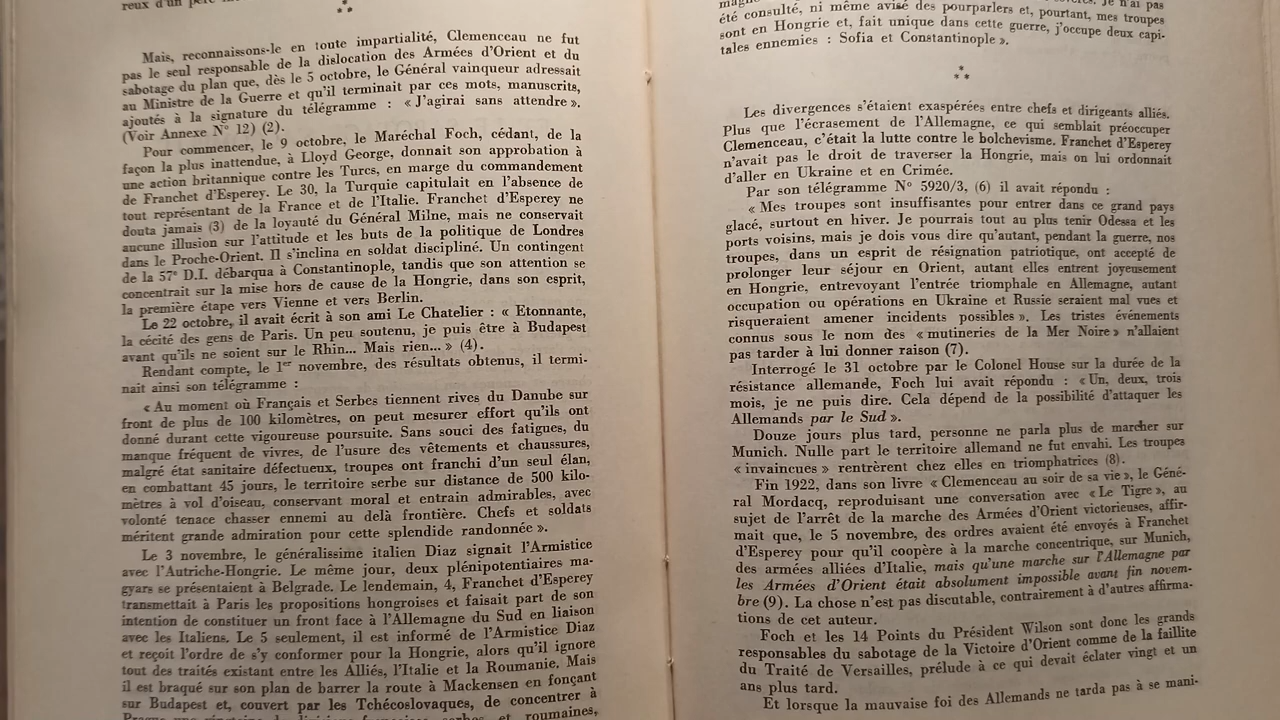 reux d'un père
⁂
Mais, reconnaissons-le en toute impartialité, Clemenceau ne fut
pas le seul responsable de la dislocation des Armées d'Orient et du
sabotage du plan que, dès le 5 octobre, le Général vainqueur adressait
au Ministre de la Guerre et qu'il terminait par ces mots, manuscrits,
ajoutés à la signature du télégramme : « J'agirai sans attendre ».
(Voir Annexe N° 12) (2).
Pour commencer, le 9 octobre, le Maréchal Foch, cédant, de la
façon la plus inattendue, à Lloyd George, donnait son approbation à
une action britannique contre les Turcs, en marge du commandement
de Franchet d'Esperey. Le 30, la Turquie capitulait en l'absence de
tout représentant de la France et de l'Italie. Franchet d'Esperey ne
douta jamais (3) de la loyauté du Général Milne, mais ne conservait
aucune illusion sur l'attitude et les buts de la politique de Londres
dans le Proche-Orient. Il s'inclina en soldat discipliné. Un contingent
de la 57e D.I. débarqua à Constantinople, tandis que son attention se
concentrait sur la mise hors de cause de la Hongrie, dans son esprit,
la première étape vers Vienne et vers Berlin.
Le 22 octobre, il avait écrit à son ami Le Chatelier : « Etonnante,
la cécité des gens de Paris. Un peu soutenu, je puis être à Budapest
avant qu'ils ne soient sur le Rhin... Mais rien... » (4).
Rendant compte, le 1er novembre, des résultats obtenus, il termi-
nait ainsi son télégramme :
« Au moment où Français et Serbes tiennent rives du Danube sur
front de plus de 100 kilomètres, on peut mesurer effort qu'ils ont
donné durant cette vigoureuse poursuite. Sans souci des fatigues, du
manque fréquent de vivres, de l'usure des vêtements et chaussures,
malgré état sanitaire défectueux, troupes ont franchi d'un seul élan,
en combattant 45 jours, le territoire serbe sur distance de 500 kilo-
mètres à vol d'oiseau, conservant moral et entrain admirables, avec
volonté tenace chasser ennemi au delà frontière. Chefs et soldats
méritent grande admiration pour cette splendide randonnée ».
Le 3 novembre, le généralissime italien Diaz signait l'Armistice
avec l'Autriche-Hongrie. Le même jour, deux plénipotentiaires ma-
gyars se présentaient à Belgrade. Le lendemain, 4, Franchet d'Esperey
transmettait à Paris les propositions hongroises et faisait part de son
intention de constituer un front face à l'Allemagne du Sud en liaison
avec les Italiens. Le 5 seulement, il est informé de l'Armistice Diaz
et reçoit l'ordre de s'y conformer pour la Hongrie, alors qu'il ignore
tout des traités existant entre les Alliés, l'Italie et la Roumanie. Mais
il est braqué sur son plan de barrer la route à Mackensen en fonçant
sur Budapest et, couvert par les Tchécoslovaques, de concentrer à
serbes et roumaines,
Je n'ai pas
été consulté, ni même avisé des pourparlers et, pourtant, mes troupes
sont en Hongrie et, fait unique dans cette guerre, j'occupe deux capi-
tales ennemies : Sofia et Constantinople ».
⁂
Les divergences s'étaient exaspérées entre chefs et dirigeants alliés.
Plus que l'écrasement de l'Allemagne, ce qui semblait préoccuper
Clemenceau, c'était la lutte contre le bolchevisme. Franchet d'Esperey
n'avait pas le droit de traverser la Hongrie, mais on lui ordonnait
d'aller en Ukraine et en Crimée.
Par son télégramme N° 5920/3, (6) il avait répondu :
« Mes troupes sont insuffisantes pour entrer dans ce grand pays
glacé, surtout en hiver. Je pourrais tout au plus tenir Odessa et les
ports voisins, mais je dois vous dire qu'autant, pendant la guerre, nos
troupes, dans un esprit de résignation patriotique, ont accepté de
prolonger leur séjour en Orient, autant elles entrent joyeusement
en Hongrie, entrevoyant l'entrée triomphale en Allemagne, autant
occupation ou opérations en Ukraine et Russie seraient mal vues et
risqueraient amener incidents possibles ». Les tristes événements
connus sous le nom des « mutineries de la Mer Noire » n'allaient
pas tarder à lui donner raison (7).
Interrogé le 31 octobre par le Colonel House sur la durée de la
résistance allemande, Foch lui avait répondu : « Un, deux, trois
mois, je ne puis dire. Cela dépend de la possibilité d'attaquer les
Allemands par le Sud ».
Douze jours plus tard, personne ne parla plus de marcher sur
Munich. Nulle part le territoire allemand ne fut envahi. Les troupes
« invaincues » rentrèrent chez elles en triomphatrices (8).
Fin 1922, dans son livre « Clemenceau au soir de sa vie », le Géné-
ral Mordacq, reproduisant une conversation avec « Le Tigre », au
sujet de l'arrêt de la marche des Armées d'Orient victorieuses, affir-
mait que, le 5 novembre, des ordres avaient été envoyés à Franchet
d'Esperey pour qu'il coopère à la marche concentrique, sur Munich,
des armées alliées d'Italie, mais qu'une marche sur l'Allemagne par
les Armées d'Orient était absolument impossible avant fin novem-
bre (9). La chose n'est pas discutable, contrairement à d'autres affirma-
tions de cet auteur.
Foch et les 14 Points du Président Wilson sont donc les grands
responsables du sabotage de la Victoire d'Orient comme de la faillite
du Traité de Versailles, prélude à ce qui devait éclater vingt et un
ans plus tard.
Et lorsque la mauvaise foi des Allemands ne tarda pas à se mani-